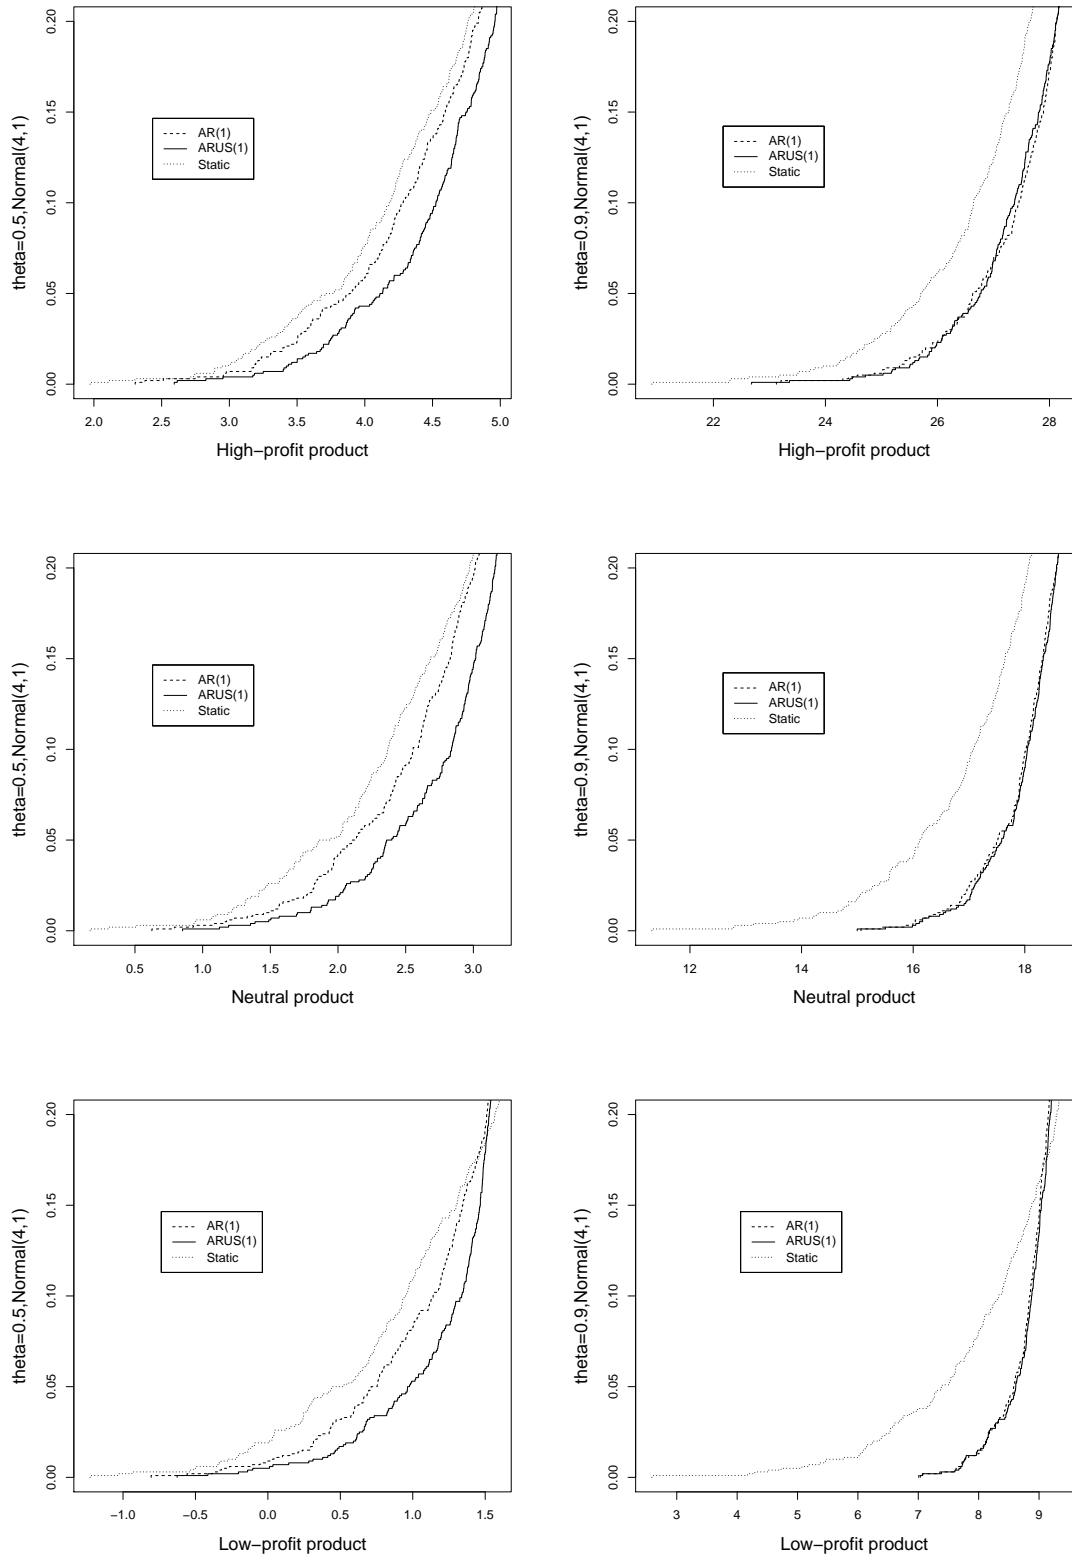 0.00 0.05 0.10 0.15 0.20
theta=0.5,Normal(4,1)
AR(1)
ARUS(1)
Static
2.0 2.5 3.0 3.5 4.0 4.5 5.0
High−profit product
0.00 0.05 0.10 0.15 0.20
theta=0.9,Normal(4,1)
AR(1)
ARUS(1)
Static
22 24 26 28
High−profit product
0.00 0.05 0.10 0.15 0.20
theta=0.5,Normal(4,1)
AR(1)
ARUS(1)
Static
0.5 1.0 1.5 2.0 2.5 3.0
Neutral product
0.00 0.05 0.10 0.15 0.20
theta=0.9,Normal(4,1)
AR(1)
ARUS(1)
Static
12 14 16 18
Neutral product
0.00 0.05 0.10 0.15 0.20
theta=0.5,Normal(4,1)
AR(1)
ARUS(1)
Static
−1.0 −0.5 0.0 0.5 1.0 1.5
Low−profit product
0.00 0.05 0.10 0.15 0.20
theta=0.9,Normal(4,1)
AR(1)
ARUS(1)
Static
3 4 5 6 7 8 9
Low−profit product